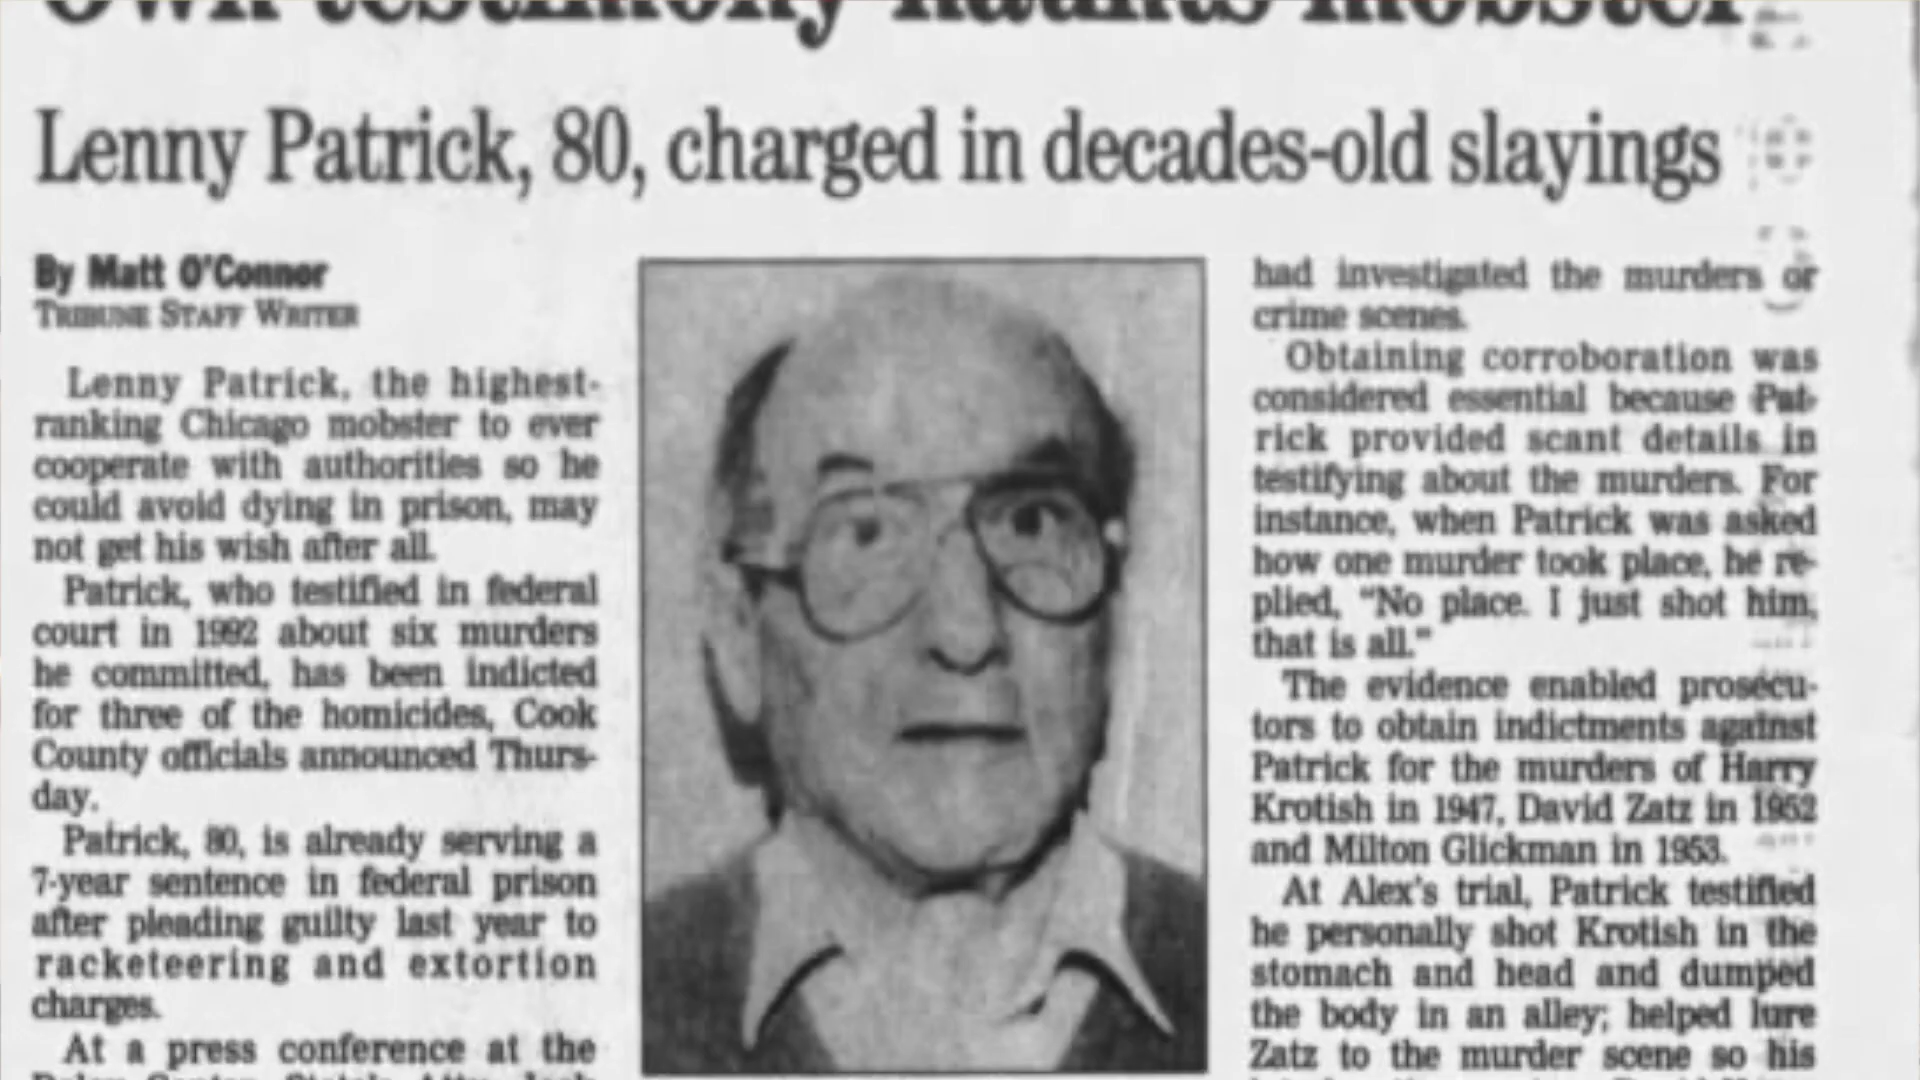 Own testimony haunts mobster
Lenny Patrick, 80, charged in decades-old slayings
By Matt O'Connor
TRIBUNE STAFF WRITER
Lenny Patrick, the highest-
ranking Chicago mobster to ever
cooperate with authorities so he
could avoid dying in prison, may
not get his wish after all.
Patrick, who testified in federal
court in 1992 about six murders
he committed, has been indicted
for three of the homicides, Cook
County officials announced Thurs-
day.
Patrick, 80, is already serving a
7-year sentence in federal prison
after pleading guilty last year to
racketeering and extortion
charges.
At a press conference at the
had investigated the murders or
crime scenes.
Obtaining corroboration was
considered essential because Pat-
rick provided scant details in
testifying about the murders. For
instance, when Patrick was asked
how one murder took place, he re-
plied, "No place. I just shot him,
that is all."
The evidence enabled prosecu-
tors to obtain indictments against
Patrick for the murders of Harry
Krotish in 1947, David Zatz in 1952
and Milton Glickman in 1953.
At Alex's trial, Patrick testified
he personally shot Krotish in the
stomach and head and dumped
the body in an alley; helped lure
Zatz to the murder scene so his